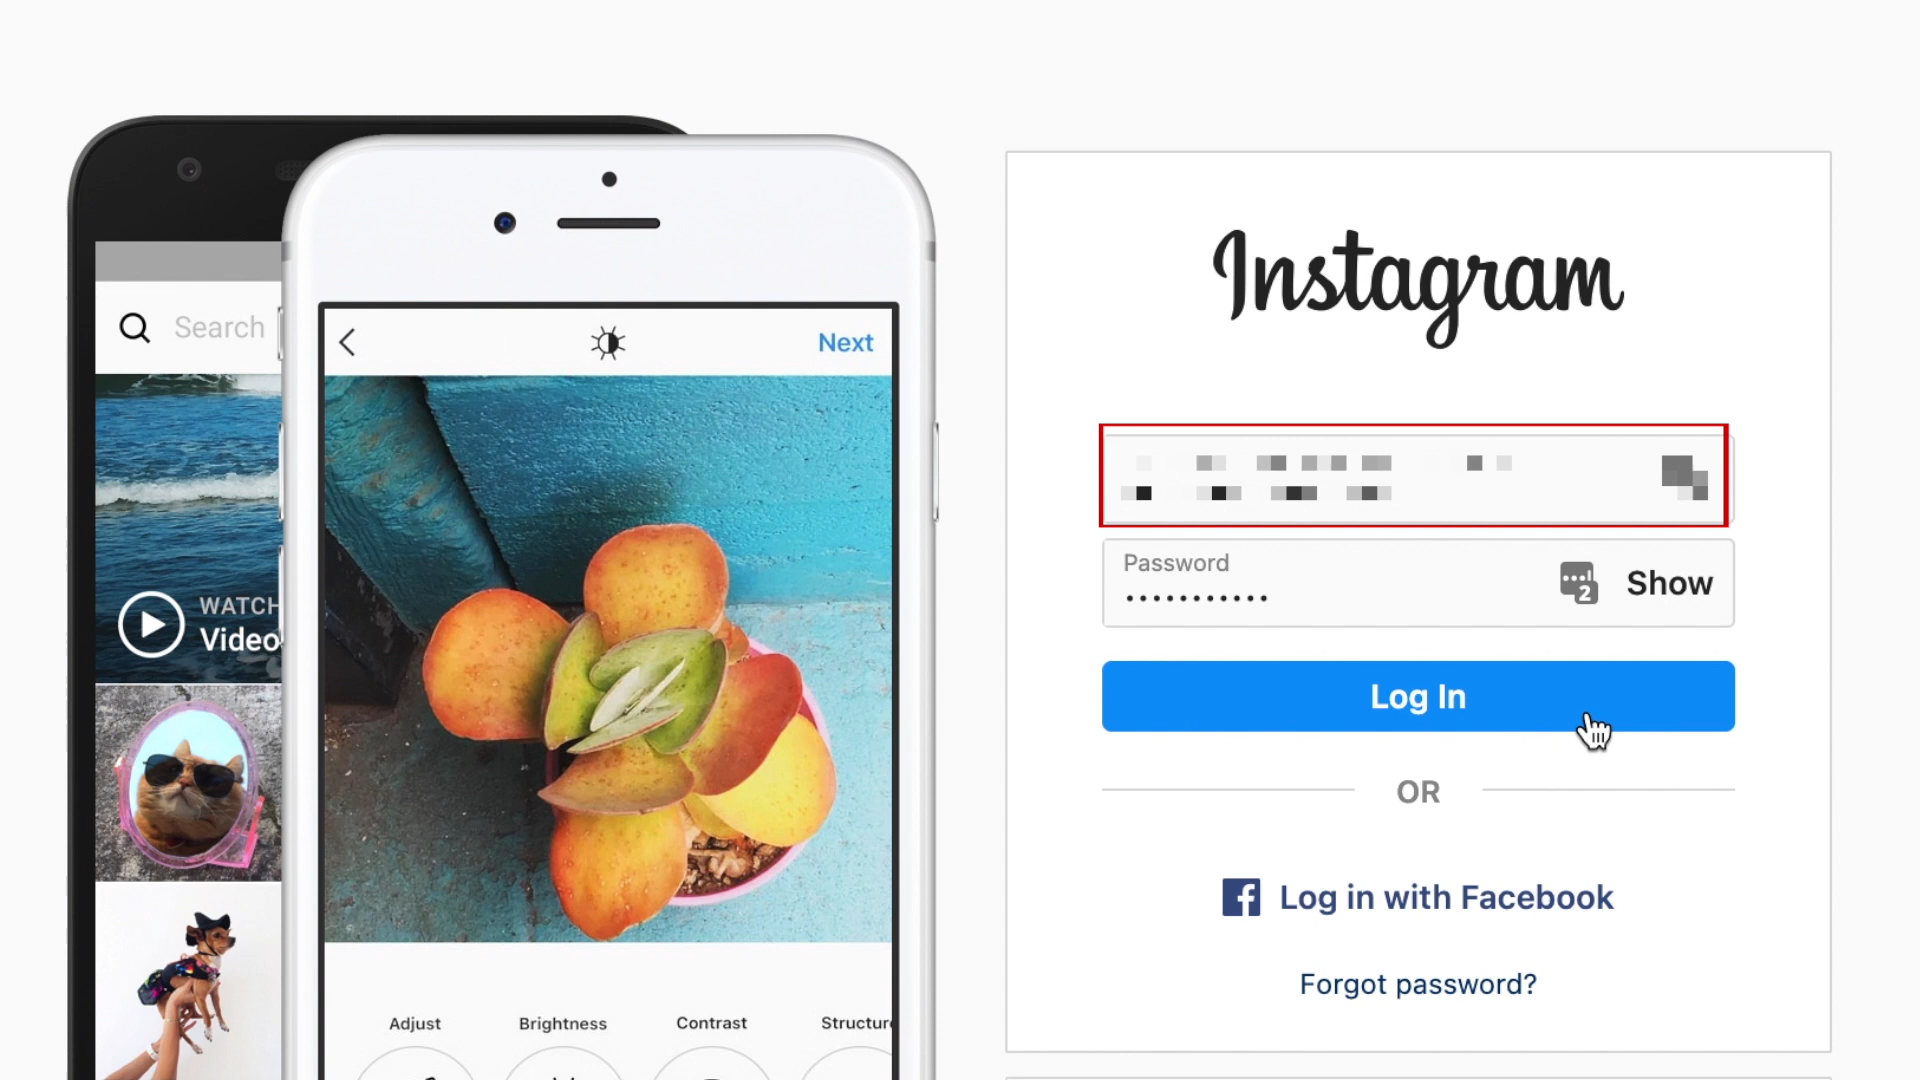 Search
WATCH
Video
Next
Adjust
Brightness
Contrast
Instagram
Password
Show
Log In
OR
Log in with Facebook
Forgot password?